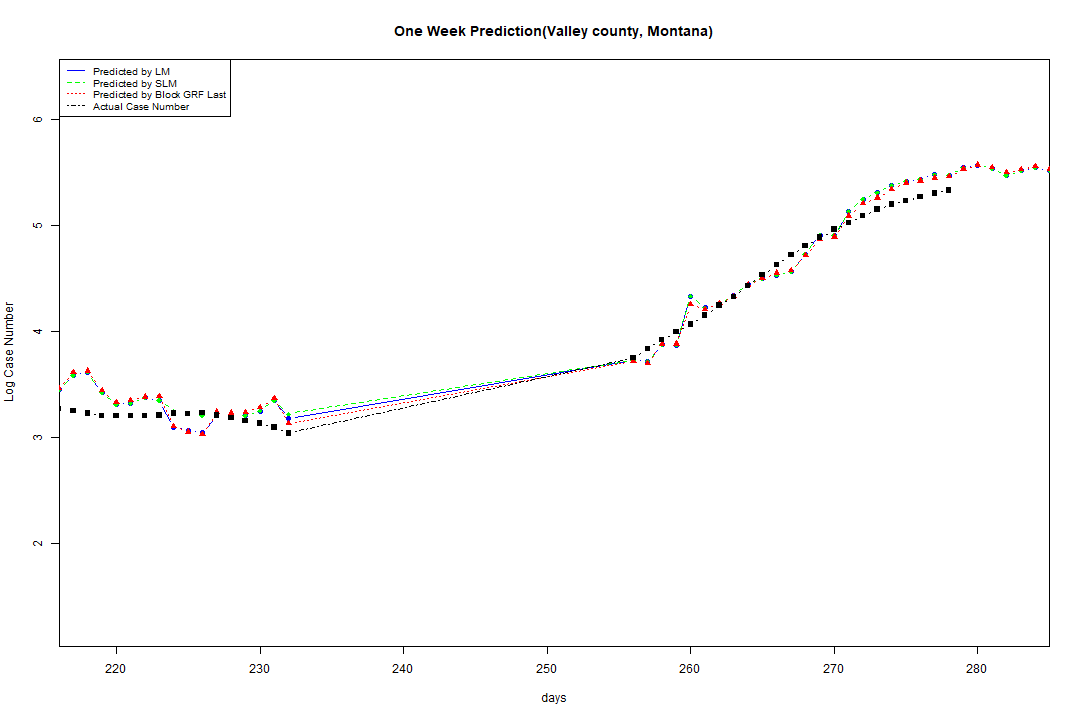 One Week Prediction(Valley county, Montana)
Predicted by LM
Predicted by SLM
Predicted by Block GRF Last
Actual Case Number
6
5
4
3
2
Log Case Number
220 230 240 250 260 270 280
days